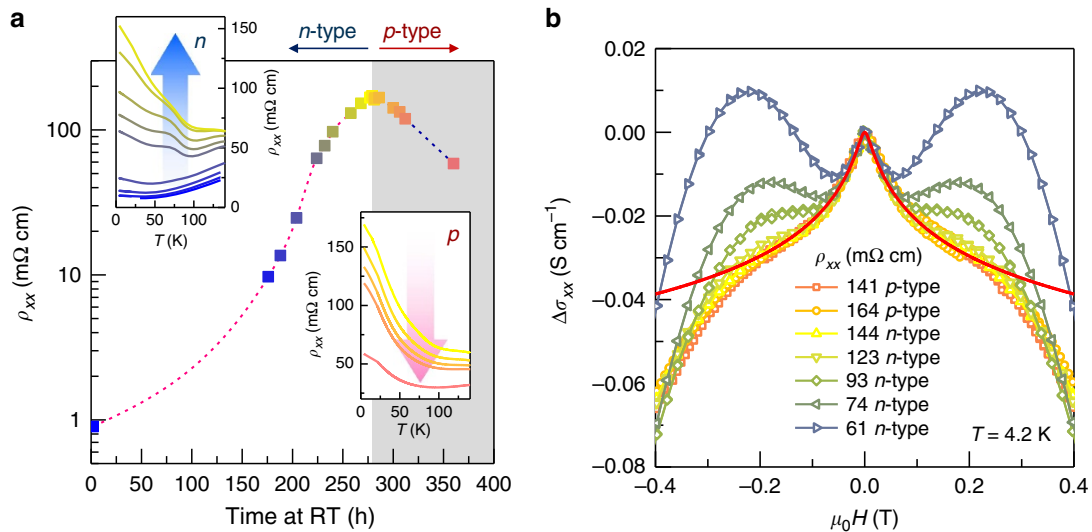 a
n-type
p-type
n
150
100
50
0
ρxx (mΩ cm)
0 50 100
T (K)
100
10
1
ρxx (mΩ cm)
p
150
100
50
ρxx (mΩ cm)
0 25 50 75 100 125
T (K)
0 50 100 150 200 250 300 350 400
Time at RT (h)
b
0.02
0.00
−0.02
−0.04
−0.06
−0.08
Δσxx (S cm−1)
ρxx (mΩ cm)
141 p-type
164 p-type
144 n-type
123 n-type
93 n-type
74 n-type
61 n-type
T = 4.2 K
−0.4 −0.2 0.0 0.2 0.4
μ0H (T)